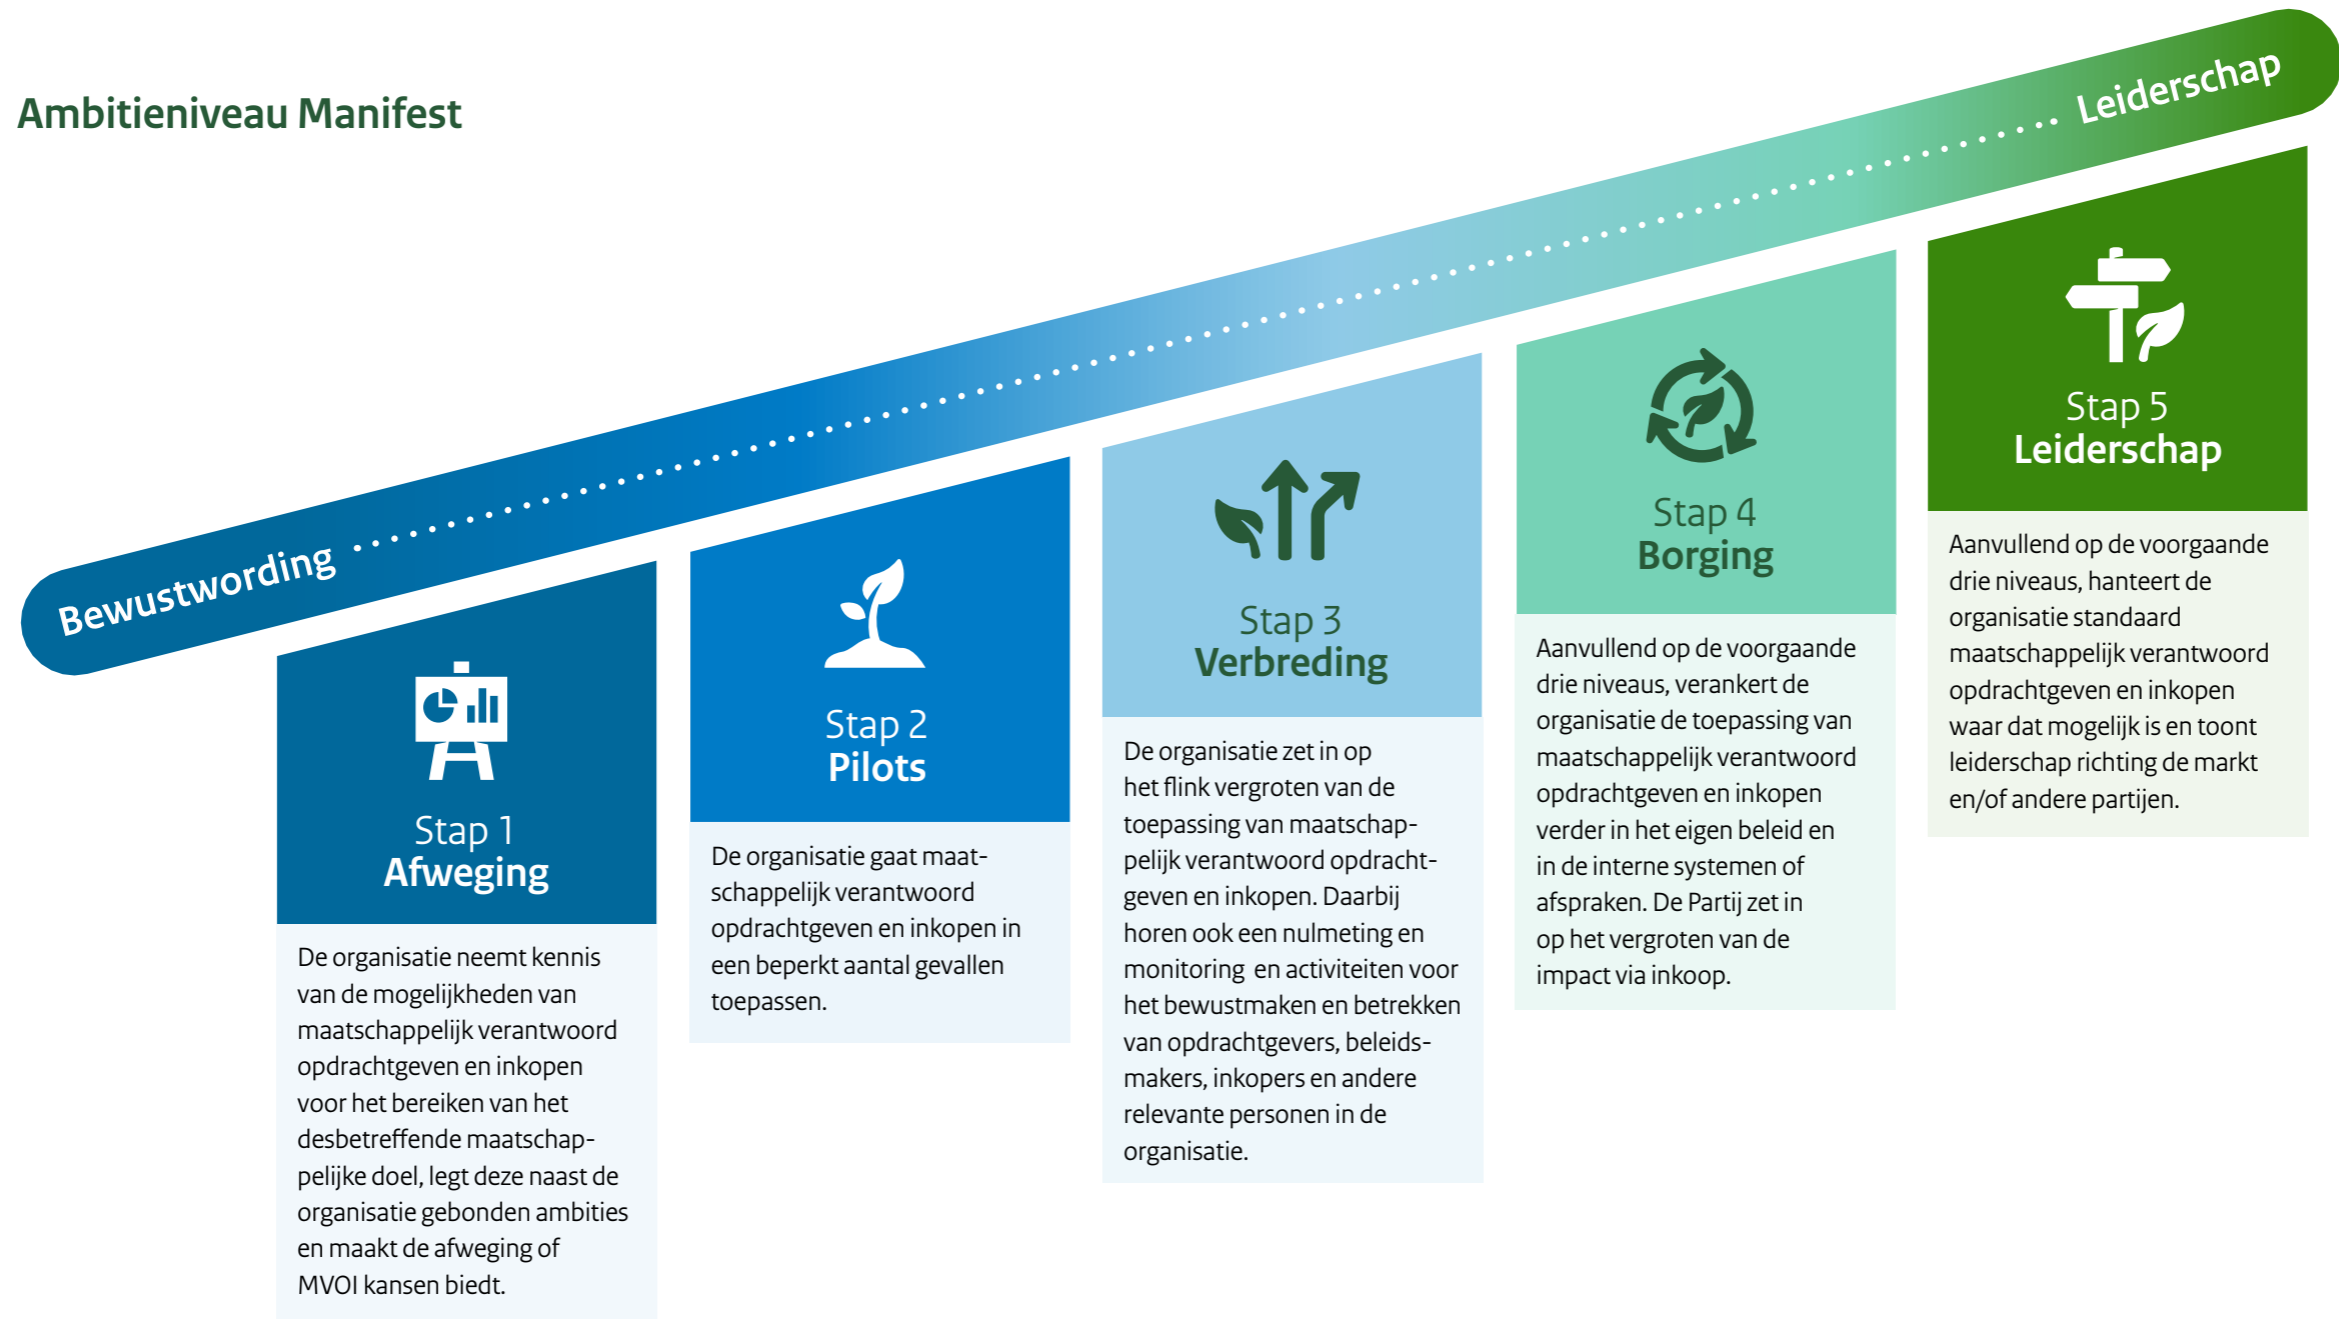 Ambitieniveau Manifest
Bewustwording
Leiderschap
Stap 1
Afweging
De organisatie neemt kennis
van de mogelijkheden van
maatschappelijk verantwoord
opdrachtgeven en inkopen
voor het bereiken van het
desbetreffende maatschap-
pelijke doel, legt deze naast de
organisatie gebonden ambities
en maakt de afweging of
MVOI kansen biedt.
Stap 2
Pilots
De organisatie gaat maat-
schappelijk verantwoord
opdrachtgeven en inkopen in
een beperkt aantal gevallen
toepassen.
Stap 3
Verbreding
De organisatie zet in op
het flink vergroten van de
toepassing van maatschap-
pelijk verantwoord opdracht-
geven en inkopen. Daarbij
horen ook een nulmeting en
monitoring en activiteiten voor
het bewustmaken en betrekken
van opdrachtgevers, beleids-
makers, inkopers en andere
relevante personen in de
organisatie.
Stap 4
Borging
Aanvullend op de voorgaande
drie niveaus, verankert de
organisatie de toepassing van
maatschappelijk verantwoord
opdrachtgeven en inkopen
verder in het eigen beleid en
in de interne systemen of
afspraken. De Partij zet in
op het vergroten van de
impact via inkoop.
Stap 5
Leiderschap
Aanvullend op de voorgaande
drie niveaus, hanteert de
organisatie standaard
maatschappelijk verantwoord
opdrachtgeven en inkopen
waar dat mogelijk is en toont
leiderschap richting de markt
en/of andere partijen.